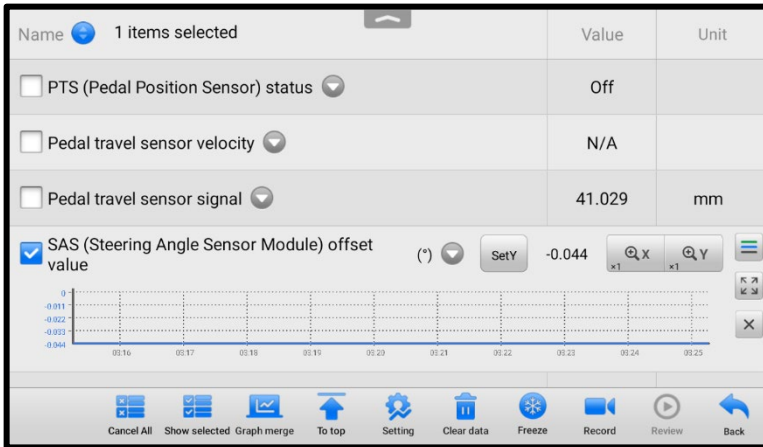 Name 1 items selected Value Unit
PTS (Pedal Position Sensor) status Off
Pedal travel sensor velocity N/A
Pedal travel sensor signal 41.029 mm
SAS (Steering Angle Sensor Module) offset
value (°) SetY -0.044 X Y
×1 ×1
0
-0.011
-0.022
-0.033
-0.044
03:16 03:17 03:18 03:19 03:20 03:21 03:22 03:23 03:24 03:25
Cancel All Show selected Graph merge To top Setting Clear data Freeze Record Review Back